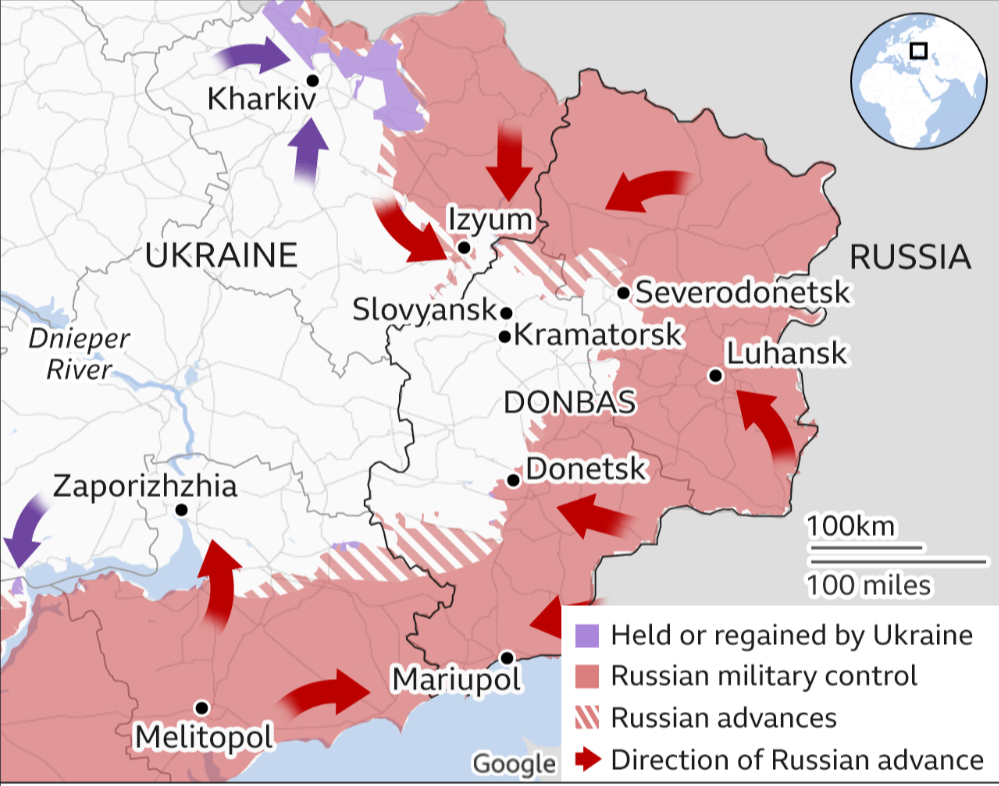 Kharkiv
Izyum
UKRAINE
RUSSIA
Severodonetsk
Slovyansk
Kramatorsk
Dnieper
River
Luhansk
DONBAS
Donetsk
Zaporizhzhia
100km
100 miles
Held or regained by Ukraine
Russian military control
Mariupol
Russian advances
Melitopol
Direction of Russian advance
Google